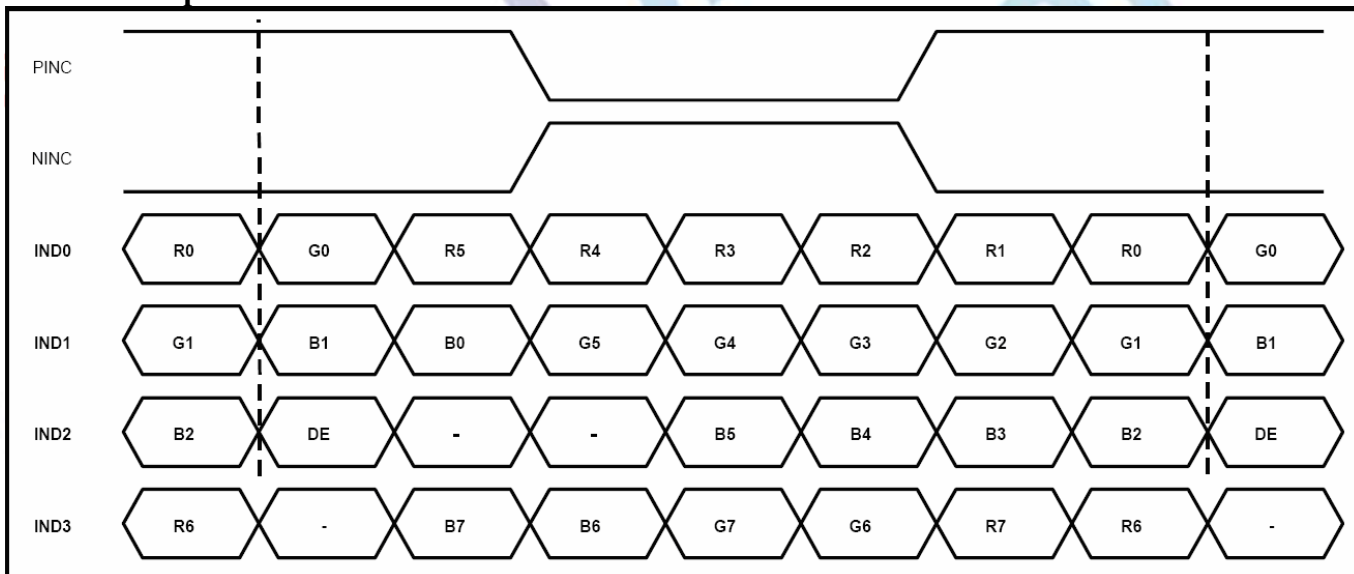 PINC
NINC
IND0 R0 G0 R5 R4 R3 R2 R1 R0 G0
IND1 G1 B1 B0 G5 G4 G3 G2 G1 B1
IND2 B2 DE - - B5 B4 B3 B2 DE
IND3 R6 - B7 B6 G7 G6 R7 R6 -